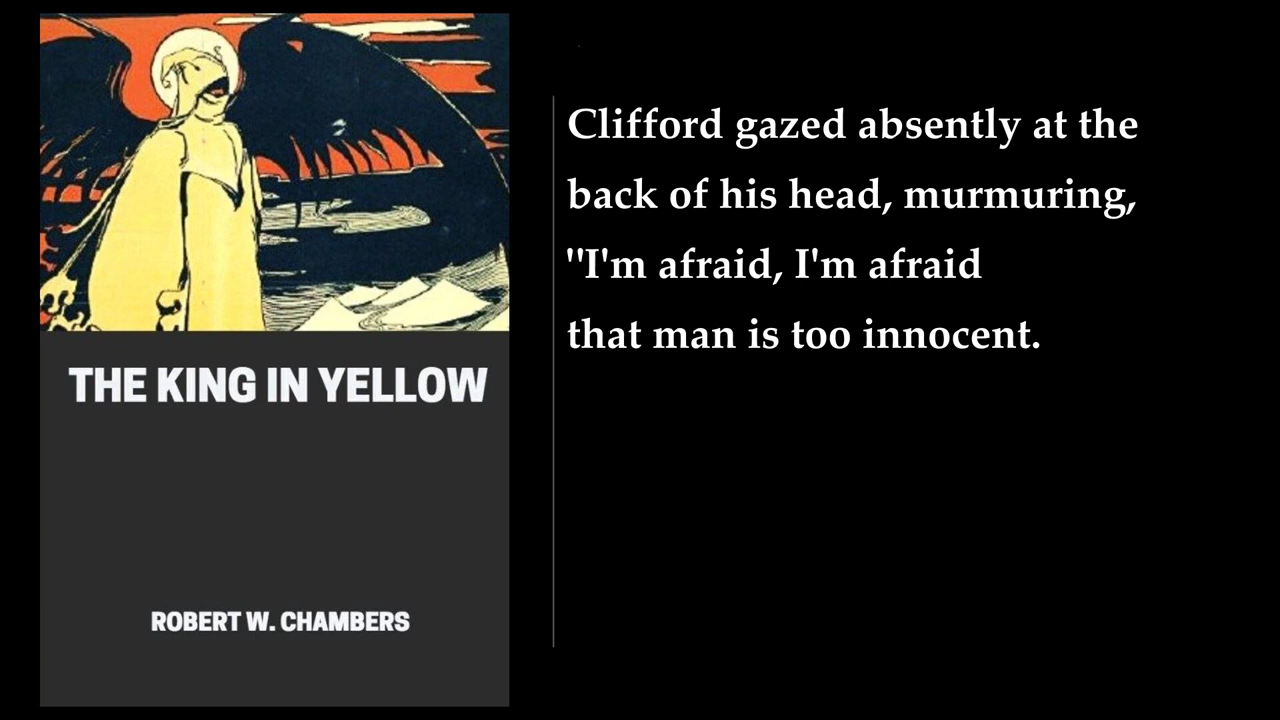 THE KING IN YELLOW
ROBERT W. CHAMBERS
Clifford gazed absently at the
back of his head, murmuring,
"I'm afraid, I'm afraid
that man is too innocent.